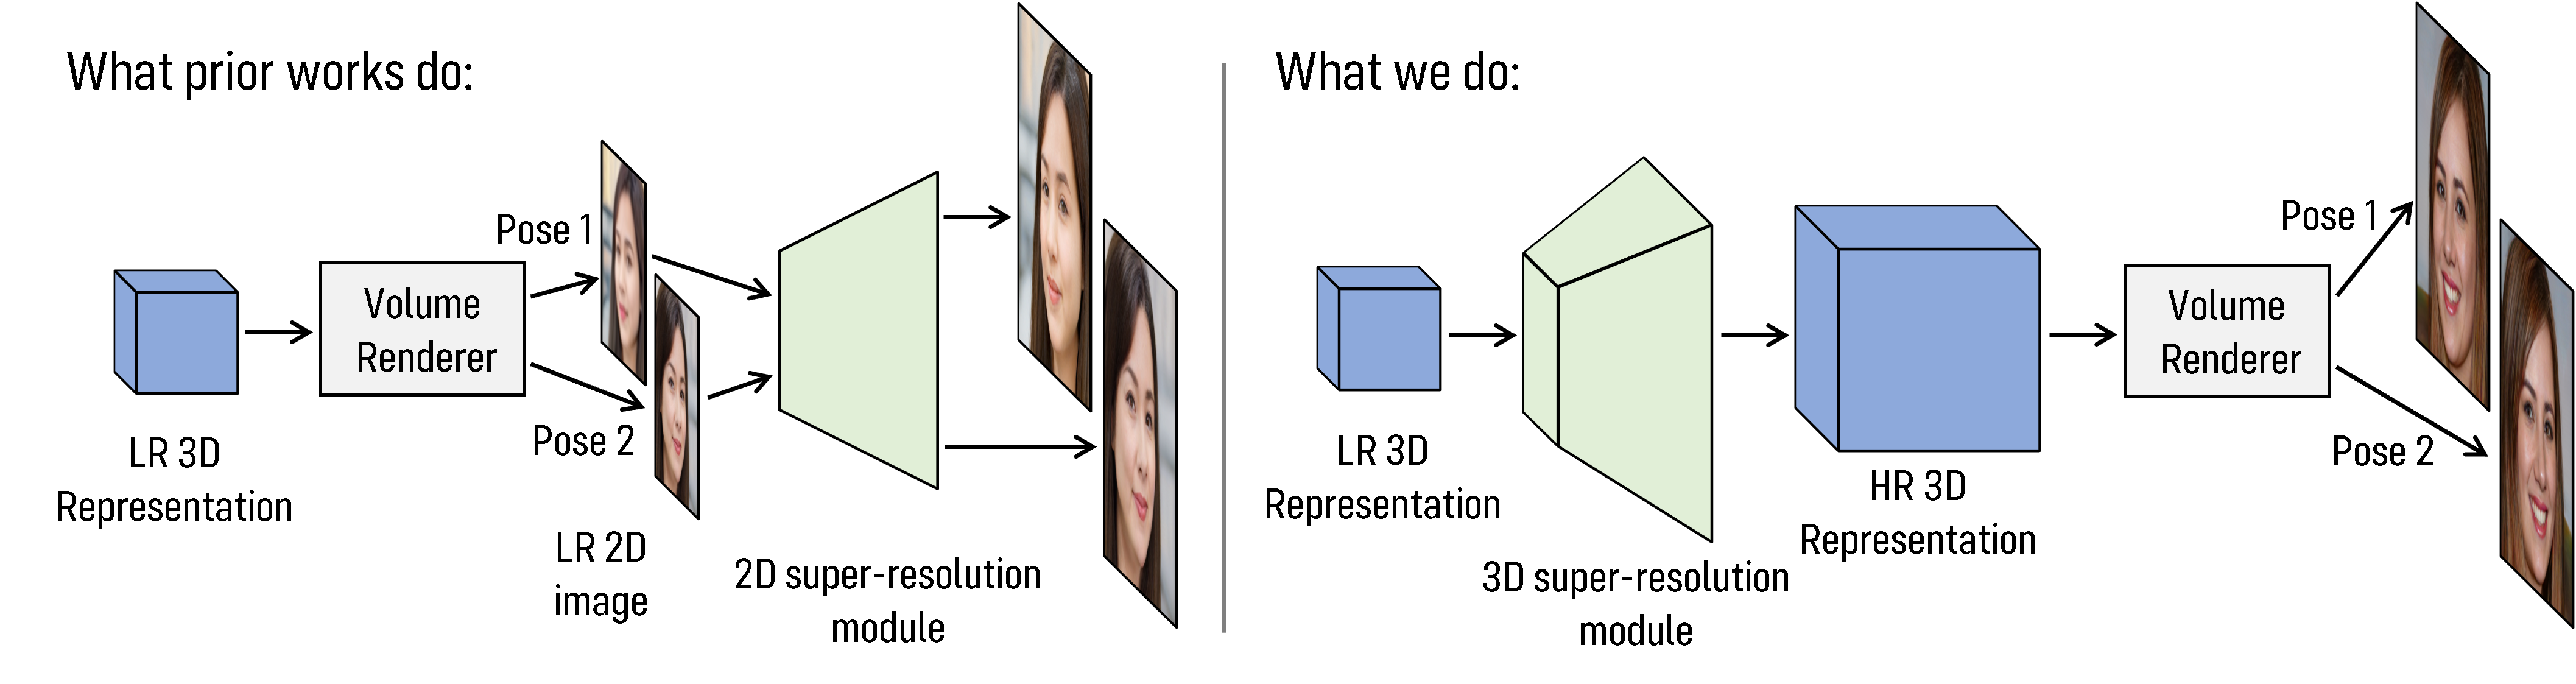 What prior works do:
Pose 1
Volume
Renderer
Pose 2
LR 3D
Representation
LR 2D
image
2D super-resolution
module
What we do:
LR 3D
Representation
3D super-resolution
module
HR 3D
Representation
Volume
Renderer
Pose 1
Pose 2